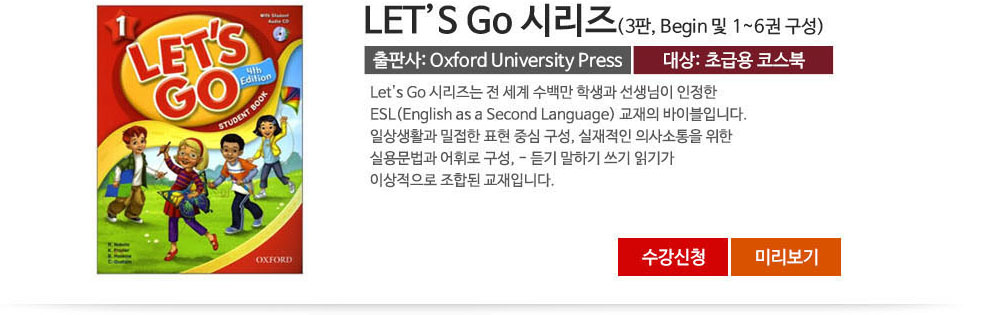 1
With Student
Audio CD
LET'S
GO
4th
Edition
STUDENT BOOK
R. Nakata
K. Frazier
B. Hoskins
C. Graham
OXFORD
LET'S Go 시리즈(3판, Begin 및 1~6권 구성)
출판사: Oxford University Press 대상: 초급용 코스북
Let's Go 시리즈는 전 세계 수백만 학생과 선생님이 인정한
ESL(English as a Second Language) 교재의 바이블입니다.
일상생활과 밀접한 표현 중심 구성, 실재적인 의사소통을 위한
실용문법과 어휘로 구성, - 듣기 말하기 쓰기 읽기가
이상적으로 조합된 교재입니다.
수강신청 미리보기